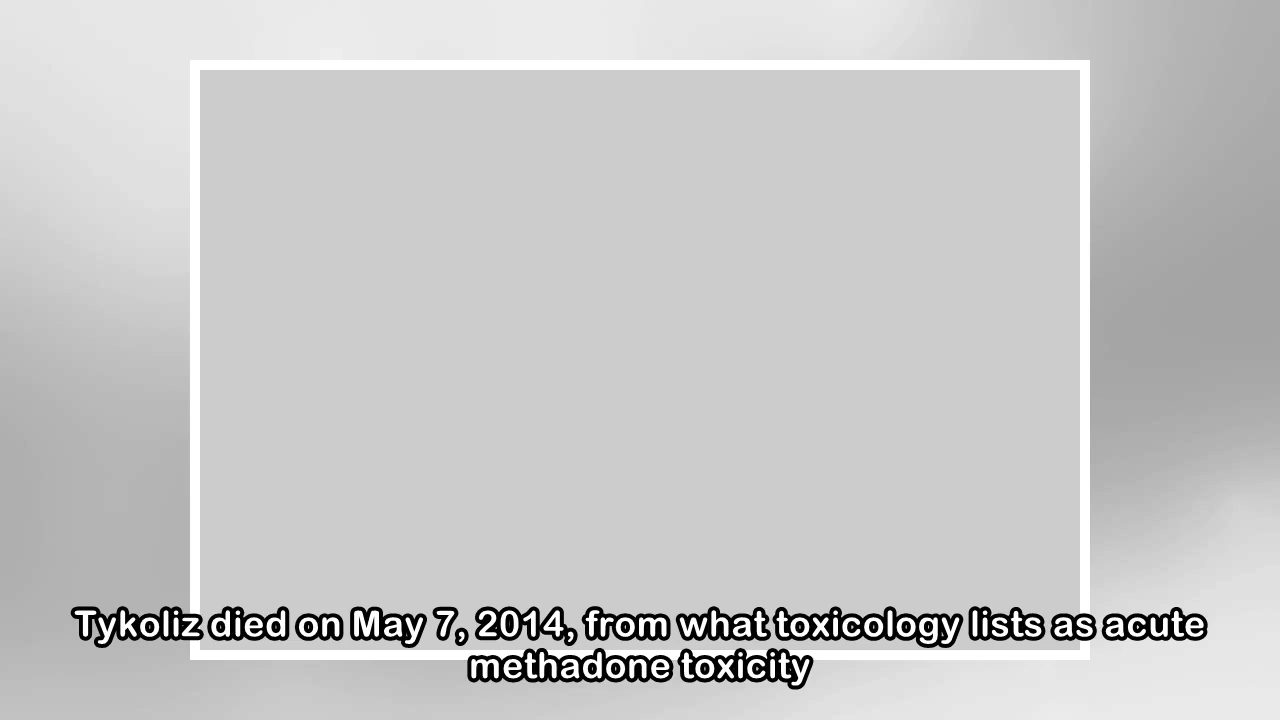 Tykoliz died on May 7, 2014, from what toxicology lists as acute
methadone toxicity